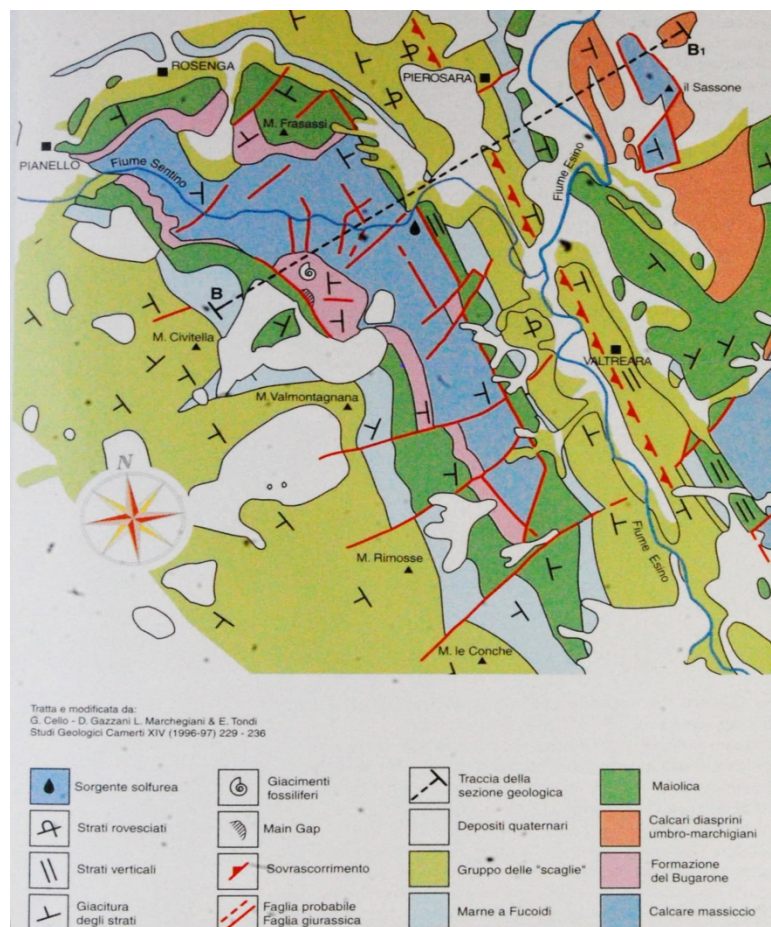 ROSENGA
PIEROSARA
B1
il Sassone
M. Frasassi
PIANELLO
Fiume Sentino
Fiume Esino
B
M. Civitella
VALTREARA
M. Valmontagnana
N
Fiume Esino
M. Rimosse
M. le Conche
Tratta e modificata da:
G. Cello - D. Gazzani L. Marchegiani & E. Tondi
Studi Geologici Camerti XIV (1996-97) 229 - 236
Sorgente solfurea
Strati rovesciati
Strati verticali
Giacitura
degli strati
Giacimenti
fossiliferi
Main Gap
Sovrascorrimento
Faglia probabile
Faglia giurassica
Traccia della
sezione geologica
Depositi quaternari
Gruppo delle "scaglie"
Marne a Fucoidi
Maiolica
Calcari diasprini
umbro-marchigiani
Formazione
del Bugarone
Calcare massiccio